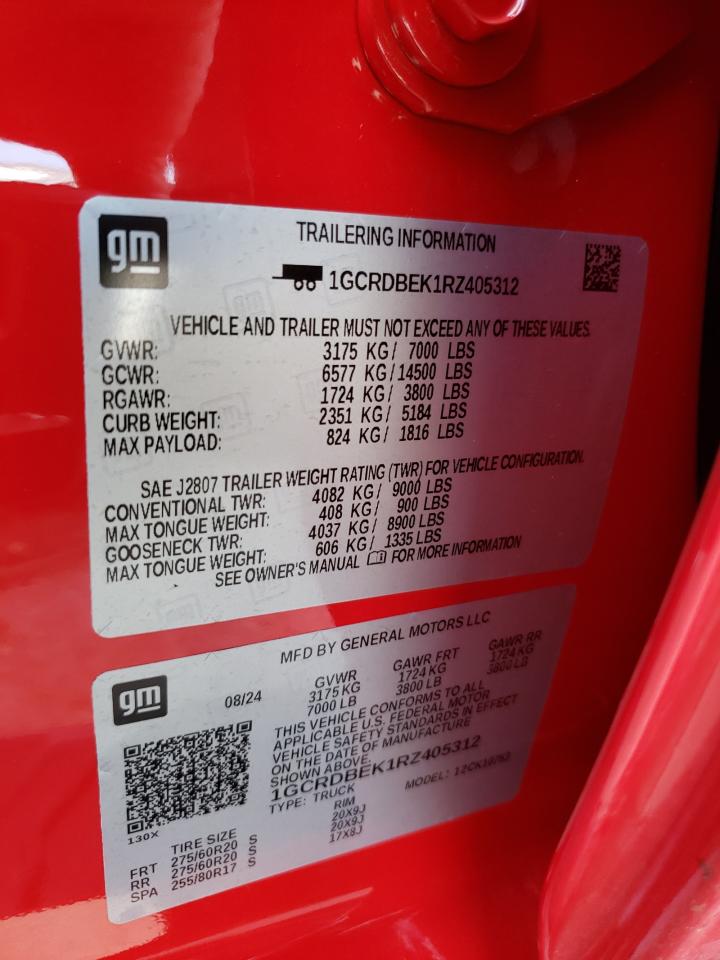 gm
TRAILERING INFORMATION
1GCRDBEK1RZ405312
VEHICLE AND TRAILER MUST NOT EXCEED ANY OF THESE VALUES.
GVWR: 3175 KG/ 7000 LBS
GCWR: 6577 KG/14500 LBS
RGAWR: 1724 KG/ 3800 LBS
CURB WEIGHT: 2351 KG/ 5184 LBS
MAX PAYLOAD: 824 KG/ 1816 LBS
SAE J2807 TRAILER WEIGHT RATING (TWR) FOR VEHICLE CONFIGURATION.
CONVENTIONAL TWR: 4082 KG/ 9000 LBS
MAX TONGUE WEIGHT: 408 KG/ 900 LBS
GOOSENECK TWR: 4037 KG/ 8900 LBS
MAX TONGUE WEIGHT: 606 KG/ 1335 LBS
SEE OWNER'S MANUAL FOR MORE INFORMATION
gm
MFD BY GENERAL MOTORS LLC
08/24
GVWR GAWR FRT GAWR RR
3175 KG 1724 KG 1724 KG
7000 LB 3800 LB 3800 LB
THIS VEHICLE CONFORMS TO ALL
APPLICABLE U.S. FEDERAL MOTOR
VEHICLE SAFETY STANDARDS IN EFFECT
ON THE DATE OF MANUFACTURE
SHOWN ABOVE.
1GCRDBEK1RZ405312
TYPE: TRUCK MODEL:
130X
TIRE SIZE RIM
FRT 275/60R20 S 20X9J
RR 275/60R20 S 20X9J
SPA 255/80R17 S 17X8J